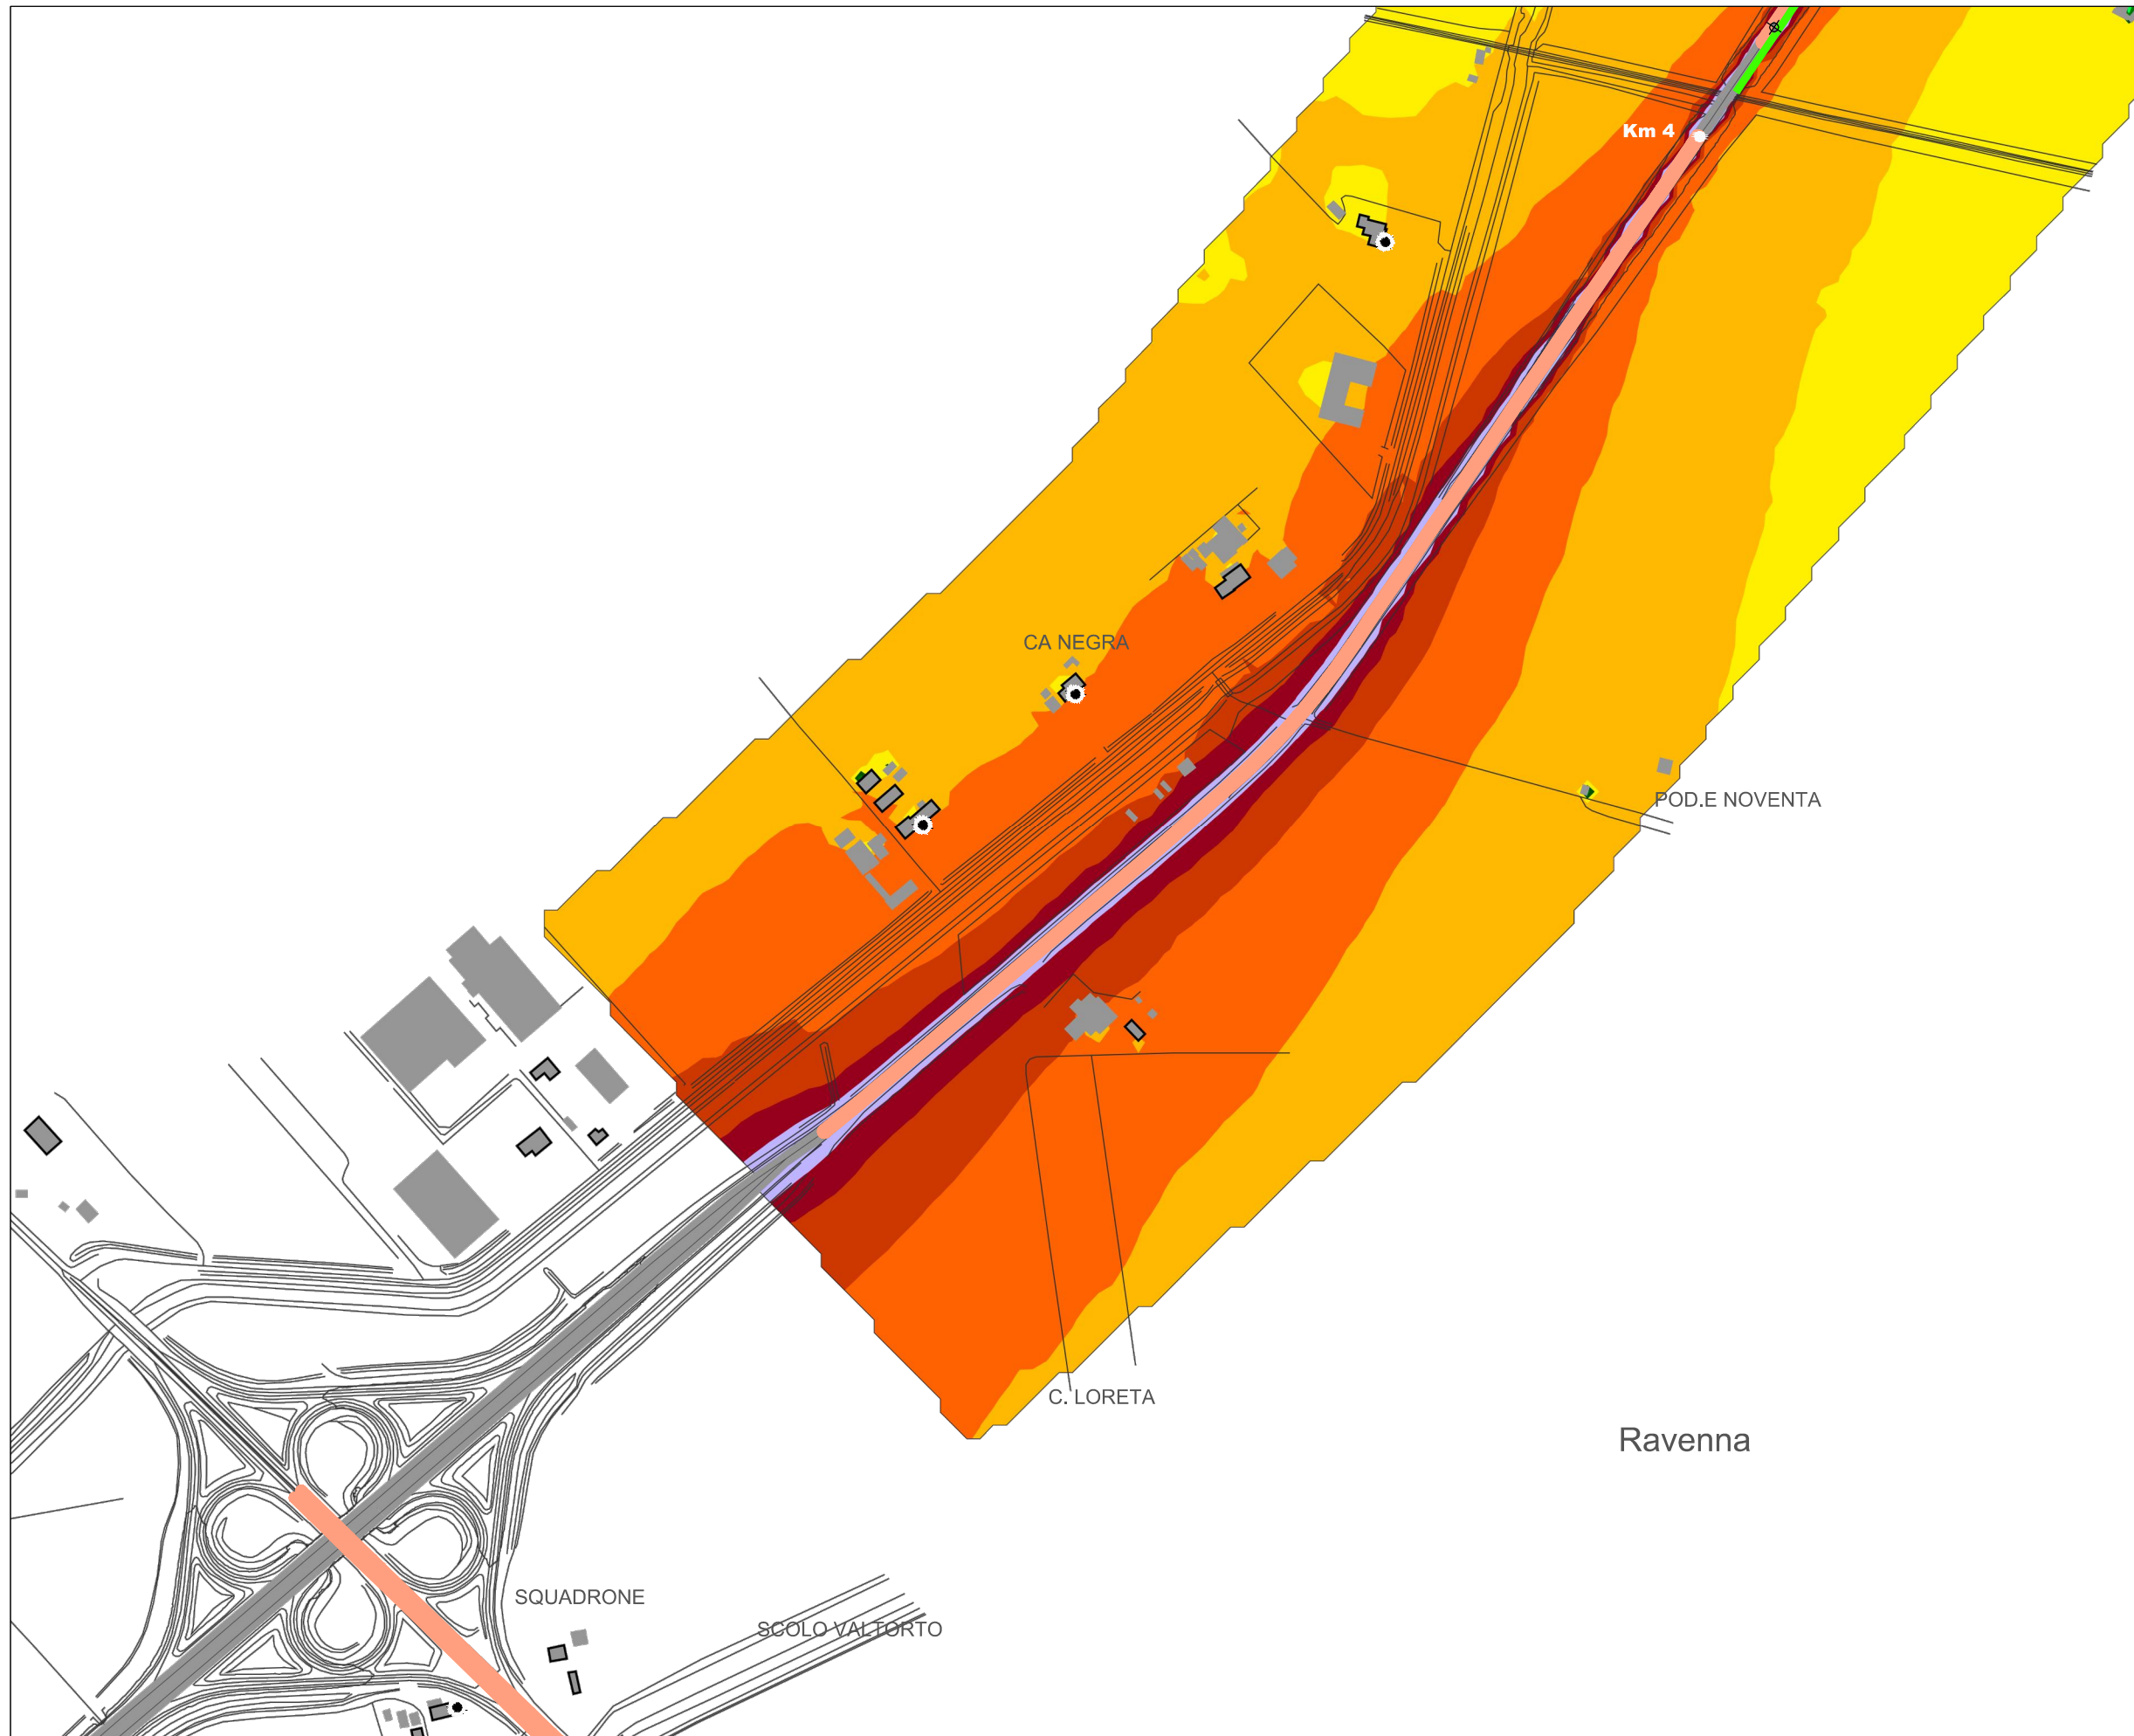 Km 4
CA NEGRA
POD.E NOVENTA
C. LORETA
Ravenna
SQUADRONE
SCOLO VALTORTO